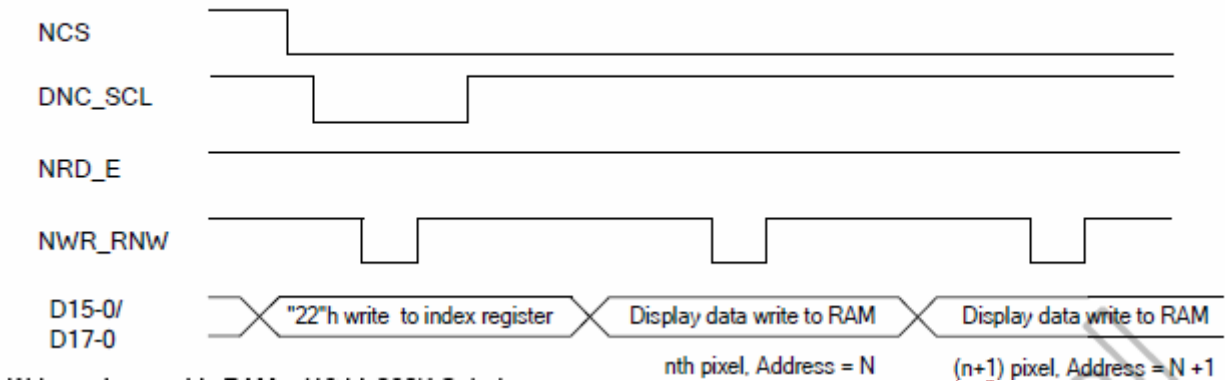 NCS
DNC_SCL
NRD_E
NWR_RNW
D15-0/
D17-0
"22"h write to index register
Display data write to RAM
Display data write to RAM
nth pixel, Address = N
(n+1) pixel, Address = N +1